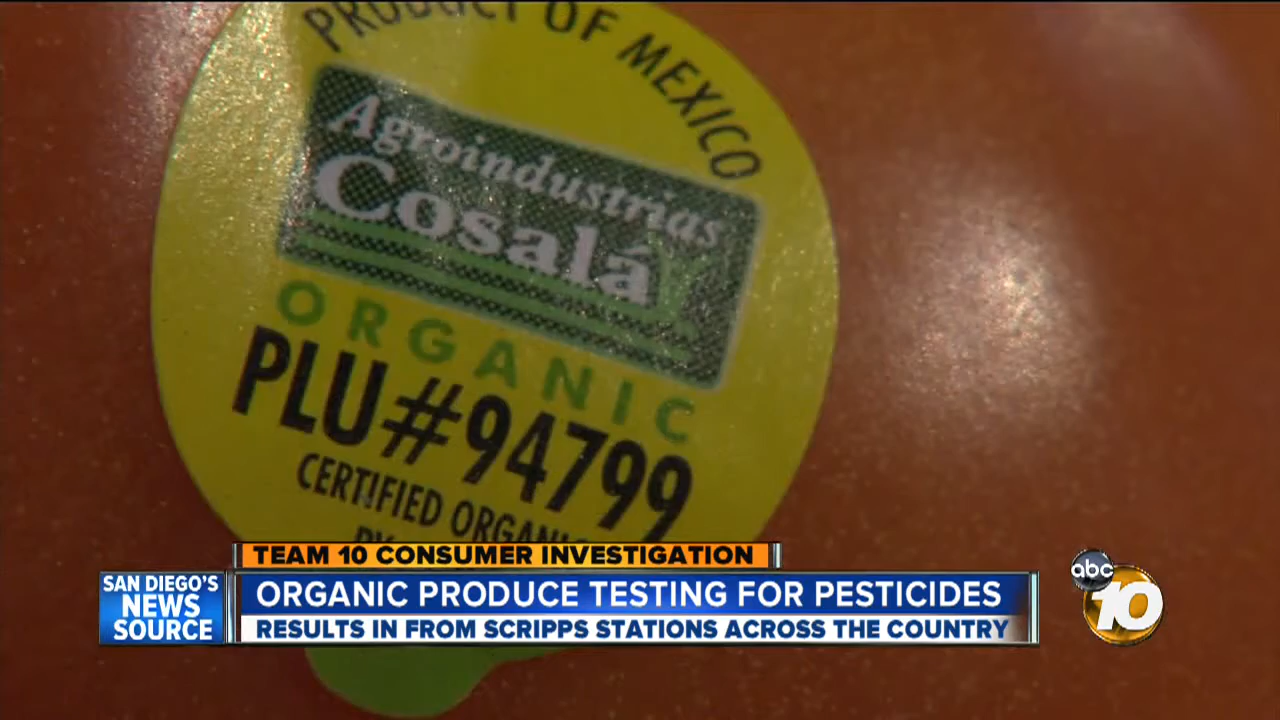 PRODUCT OF MEXICO
Agroindustrias
Cosalá
ORGANIC
PLU#94799
CERTIFIED ORGANIC
BY
TEAM 10 CONSUMER INVESTIGATION
SAN DIEGO'S
NEWS
SOURCE
ORGANIC PRODUCE TESTING FOR PESTICIDES
RESULTS IN FROM SCRIPPS STATIONS ACROSS THE COUNTRY
abc
10